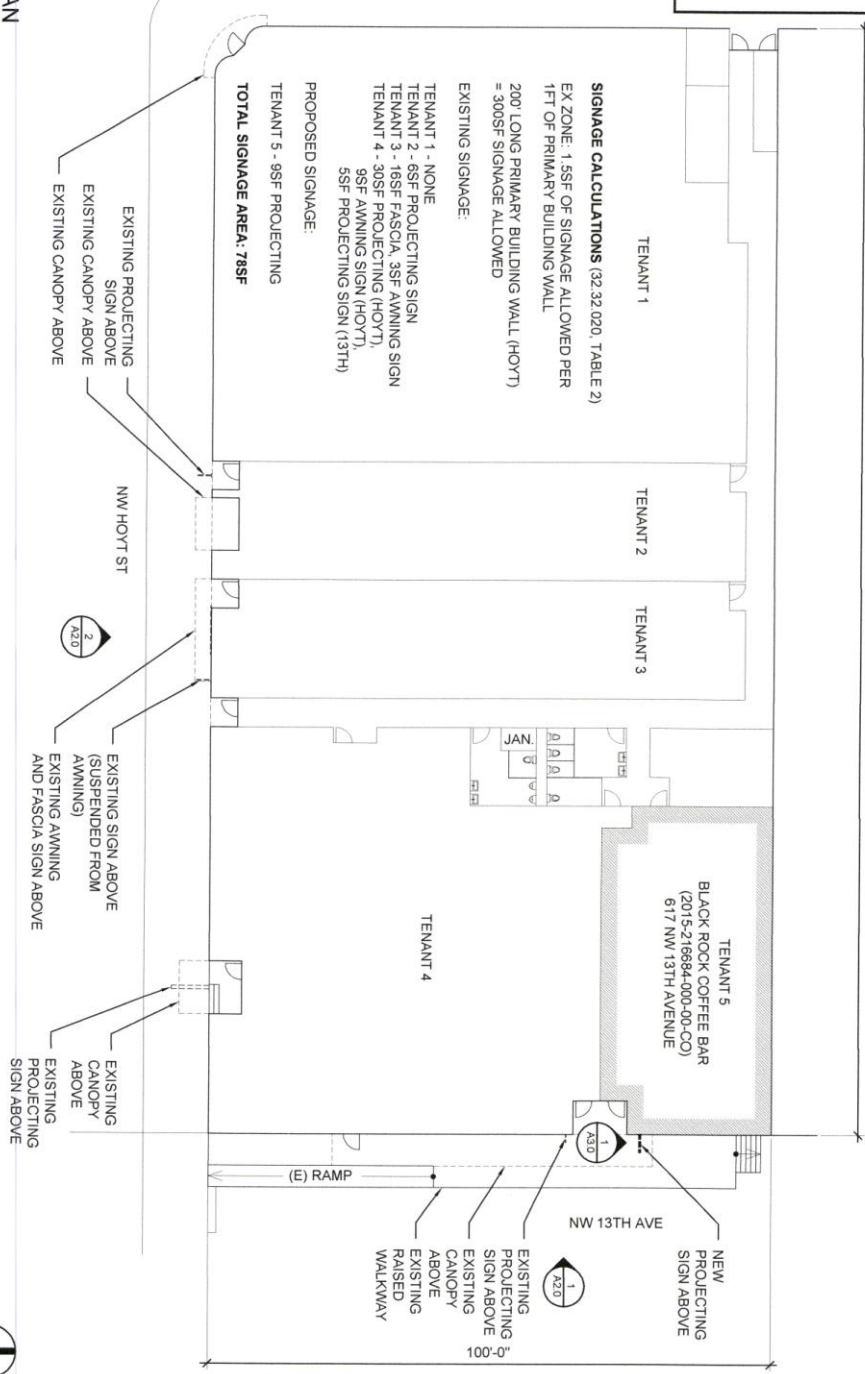 TENANT 1
SIGNAGE CALCULATIONS (32.32.020, TABLE 2)
EX ZONE: 1.5SF OF SIGNAGE ALLOWED PER
1FT OF PRIMARY BUILDING WALL
200' LONG PRIMARY BUILDING WALL (HOYT)
= 300SF SIGNAGE ALLOWED
EXISTING SIGNAGE:
TENANT 1 - NONE
TENANT 2 - 6SF PROJECTING SIGN
TENANT 3 - 16SF FASCIA, 3SF AWNING SIGN
TENANT 4 - 30SF PROJECTING (HOYT),
9SF AWNING SIGN (HOYT),
5SF PROJECTING SIGN (13TH)
PROPOSED SIGNAGE:
TENANT 5 - 9SF PROJECTING
TOTAL SIGNAGE AREA: 78SF
TENANT 2
TENANT 3
JAN.
TENANT 4
TENANT 5
BLACK ROCK COFFEE BAR
(2015-216684-000-00-CO)
617 NW 13TH AVENUE
EXISTING PROJECTING
SIGN ABOVE
EXISTING CANOPY ABOVE
EXISTING CANOPY ABOVE
NW HOYT ST
2
A2.0
EXISTING SIGN ABOVE
(SUSPENDED FROM
AWNING)
EXISTING AWNING
AND FASCIA SIGN ABOVE
EXISTING
CANOPY
ABOVE
EXISTING
PROJECTING
SIGN ABOVE
1
A3.0
(E) RAMP
NW 13TH AVE
NEW
PROJECTING
SIGN ABOVE
1
A2.0
EXISTING
PROJECTING
SIGN ABOVE
EXISTING
CANOPY
ABOVE
EXISTING
RAISED
WALKWAY
100'-0"
AN